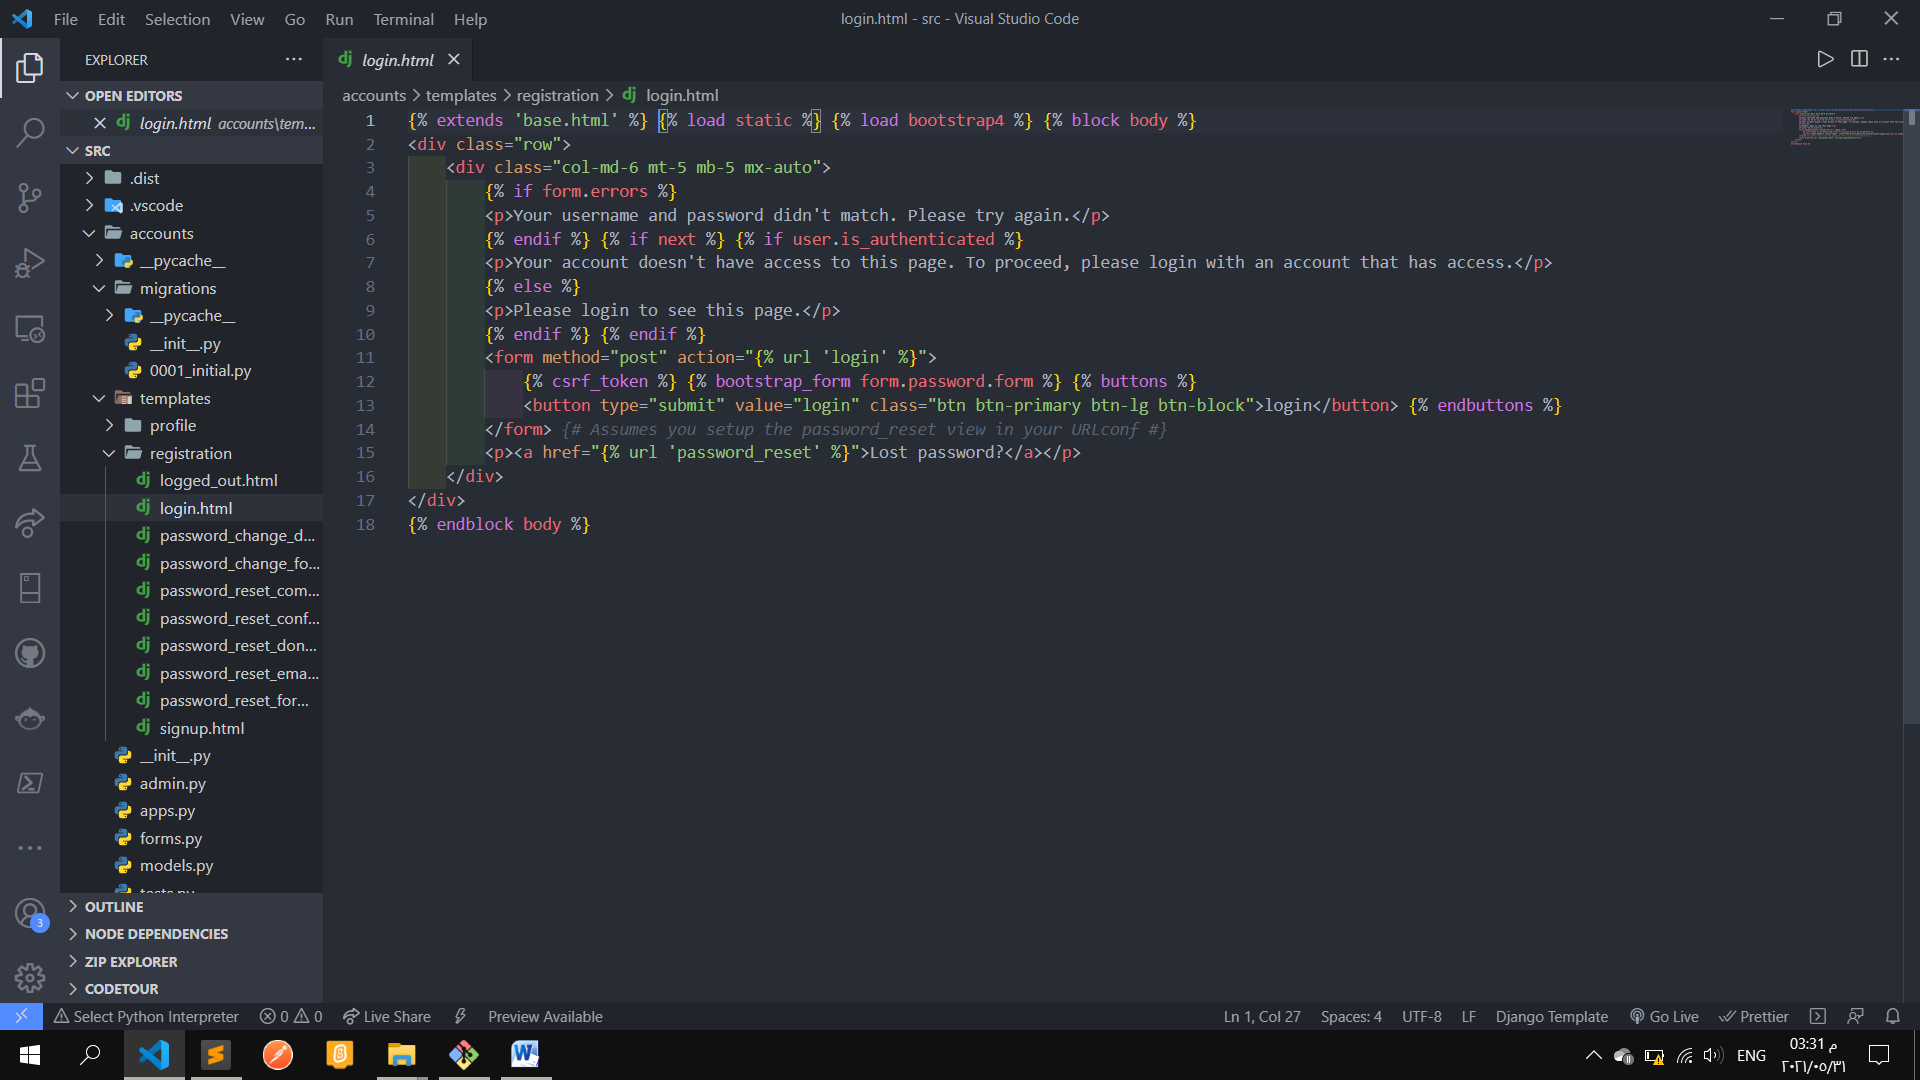 File Edit Selection View Go Run Terminal Help
login.html - src - Visual Studio Code
EXPLORER
login.html
OPEN EDITORS
login.html accounts\tem...
SRC
.dist
.vscode
accounts
__pycache__
migrations
__pycache__
__init__.py
0001_initial.py
templates
profile
registration
logged_out.html
login.html
password_change_d...
password_change_fo...
password_reset_com...
password_reset_conf...
password_reset_don...
password_reset_ema...
password_reset_for...
signup.html
__init__.py
admin.py
apps.py
forms.py
models.py
tests.py
OUTLINE
NODE DEPENDENCIES
ZIP EXPLORER
CODETOUR
accounts > templates > registration > login.html
1 {% extends 'base.html' %} {% load static %} {% load bootstrap4 %} {% block body %}
2 <div class="row">
3 <div class="col-md-6 mt-5 mb-5 mx-auto">
4 {% if form.errors %}
5 <p>Your username and password didn't match. Please try again.</p>
6 {% endif %} {% if next %} {% if user.is_authenticated %}
7 <p>Your account doesn't have access to this page. To proceed, please login with an account that has access.</p>
8 {% else %}
9 <p>Please login to see this page.</p>
10 {% endif %} {% endif %}
11 <form method="post" action="{% url 'login' %}">
12 {% csrf_token %} {% bootstrap_form form.password.form %} {% buttons %}
13 <button type="submit" value="login" class="btn btn-primary btn-lg btn-block">login</button> {% endbuttons %}
14 </form> {# Assumes you setup the password_reset view in your URLconf #}
15 <p><a href="{% url 'password_reset' %}">Lost password?</a></p>
16 </div>
17 </div>
18 {% endblock body %}
3
Select Python Interpreter 0 0 Live Share Preview Available
Ln 1, Col 27 Spaces: 4 UTF-8 LF Django Template Go Live Prettier
ENG
03:31 م
٢٠٢١/٠٥/٣١